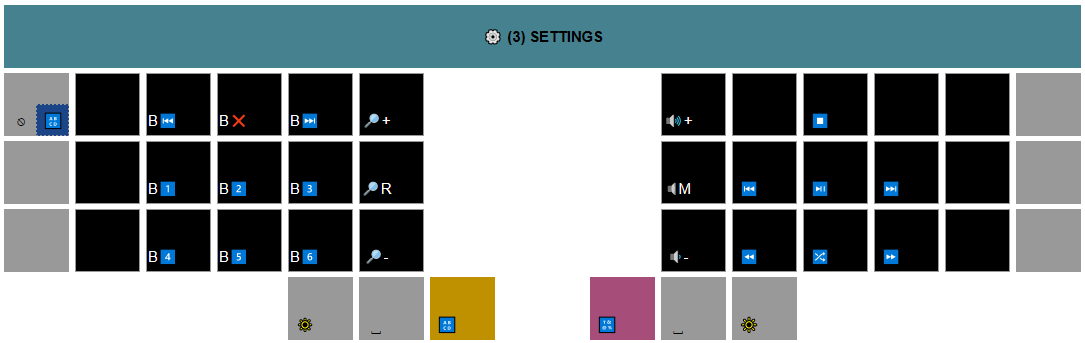 ⚙ (3) SETTINGS
⦸ 🔠 B⏮ B❌ B⏭ 🔎+ 🔊+ ⏹
B1 B2 B3 🔎R 🔈M ⏮ ⏯ ⏭
B4 B5 B6 🔎- 🔉- ⏪ 🔀 ⏩
🔅 ⎵ 🔠 🔣 ⎵ 🔆